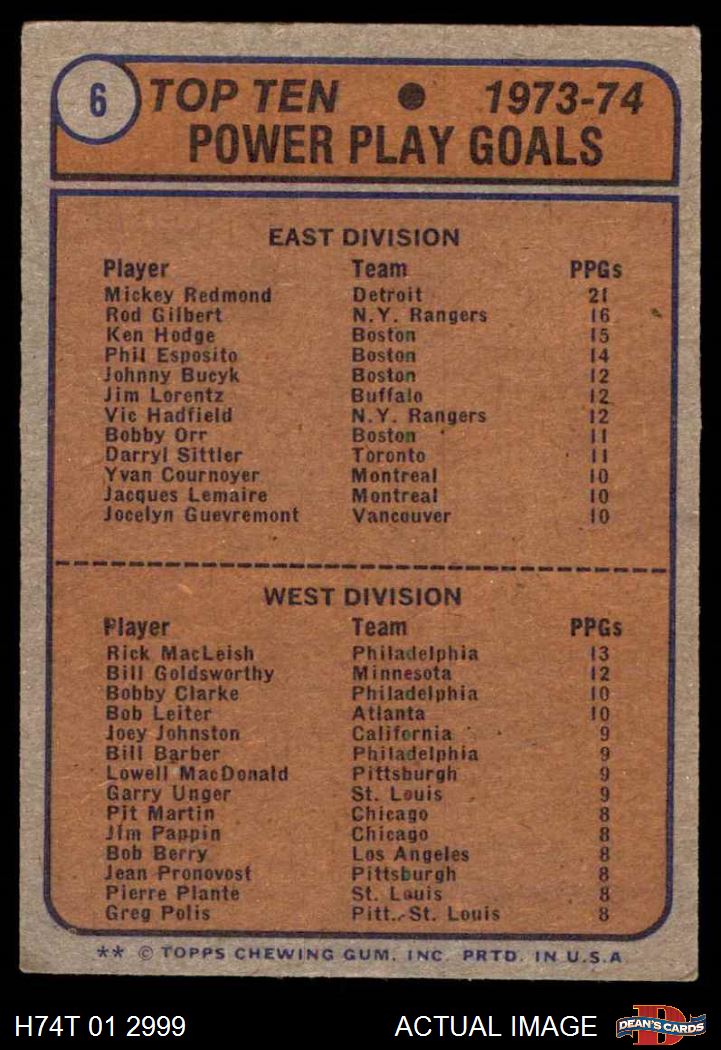 6 TOP TEN ● 1973-74
POWER PLAY GOALS
EAST DIVISION
Player Team PPGs
Mickey Redmond Detroit 21
Rod Gilbert N.Y. Rangers 16
Ken Hodge Boston 15
Phil Esposito Boston 14
Johnny Bucyk Boston 12
Jim Lorentz Buffalo 12
Vic Hadfield N.Y. Rangers 12
Bobby Orr Boston 11
Darryl Sittler Toronto 11
Yvan Cournoyer Montreal 10
Jacques Lemaire Montreal 10
Jocelyn Guevremont Vancouver 10
WEST DIVISION
Player Team PPGs
Rick MacLeish Philadelphia 13
Bill Goldsworthy Minnesota 12
Bobby Clarke Philadelphia 10
Bob Leiter Atlanta 10
Joey Johnston California 9
Bill Barber Philadelphia 9
Lowell MacDonald Pittsburgh 9
Garry Unger St. Louis 9
Pit Martin Chicago 8
Jim Pappin Chicago 8
Bob Berry Los Angeles 8
Jean Pronovost Pittsburgh 8
Pierre Plante St. Louis 8
Greg Polis Pitt.-St. Louis 8
** © TOPPS CHEWING GUM, INC. PRTD. IN U.S.A
H74T 01 2999 ACTUAL IMAGE D DEAN'S CARDS